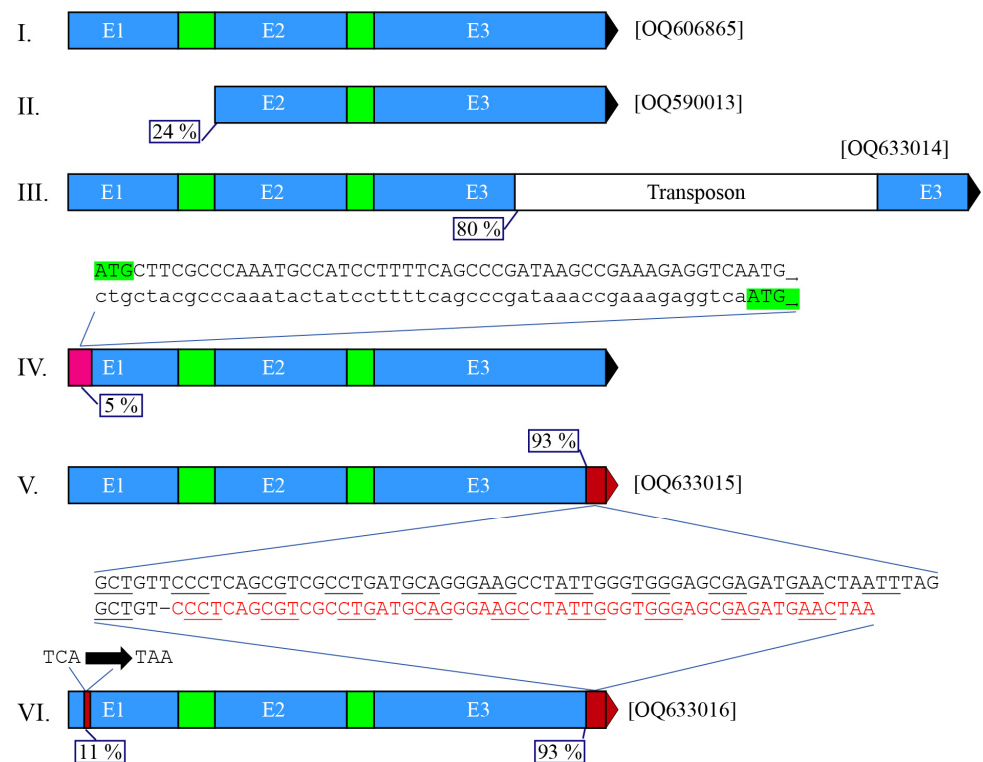 I. E1 E2 E3 [OQ606865]
II. E2 E3 [OQ590013]
24 %
[OQ633014]
III. E1 E2 E3 Transposon E3
80 %
ATGCTTCGCCCAAATGCCATCCTTTTCAGCCCGATAAGCCGAAAGAGGTCAATG→
ctgctacgcccaaatactatccttttcagcccgataaaccgaaagaggtcaATG→
IV. E1 E2 E3
5 %
93 %
V. E1 E2 E3 [OQ633015]
GCTGTTCCCTCAGCGTCGCCTGATGCAGGGAAGCCTATTGGGTGGGAGCGAGATGAACTAATTTAG
GCTGT-CCCTCAGCGTCGCCTGATGCAGGGAAGCCTATTGGGTGGGAGCGAGATGAACTAA
TCA TAA
VI. E1 E2 E3 [OQ633016]
11 % 93 %